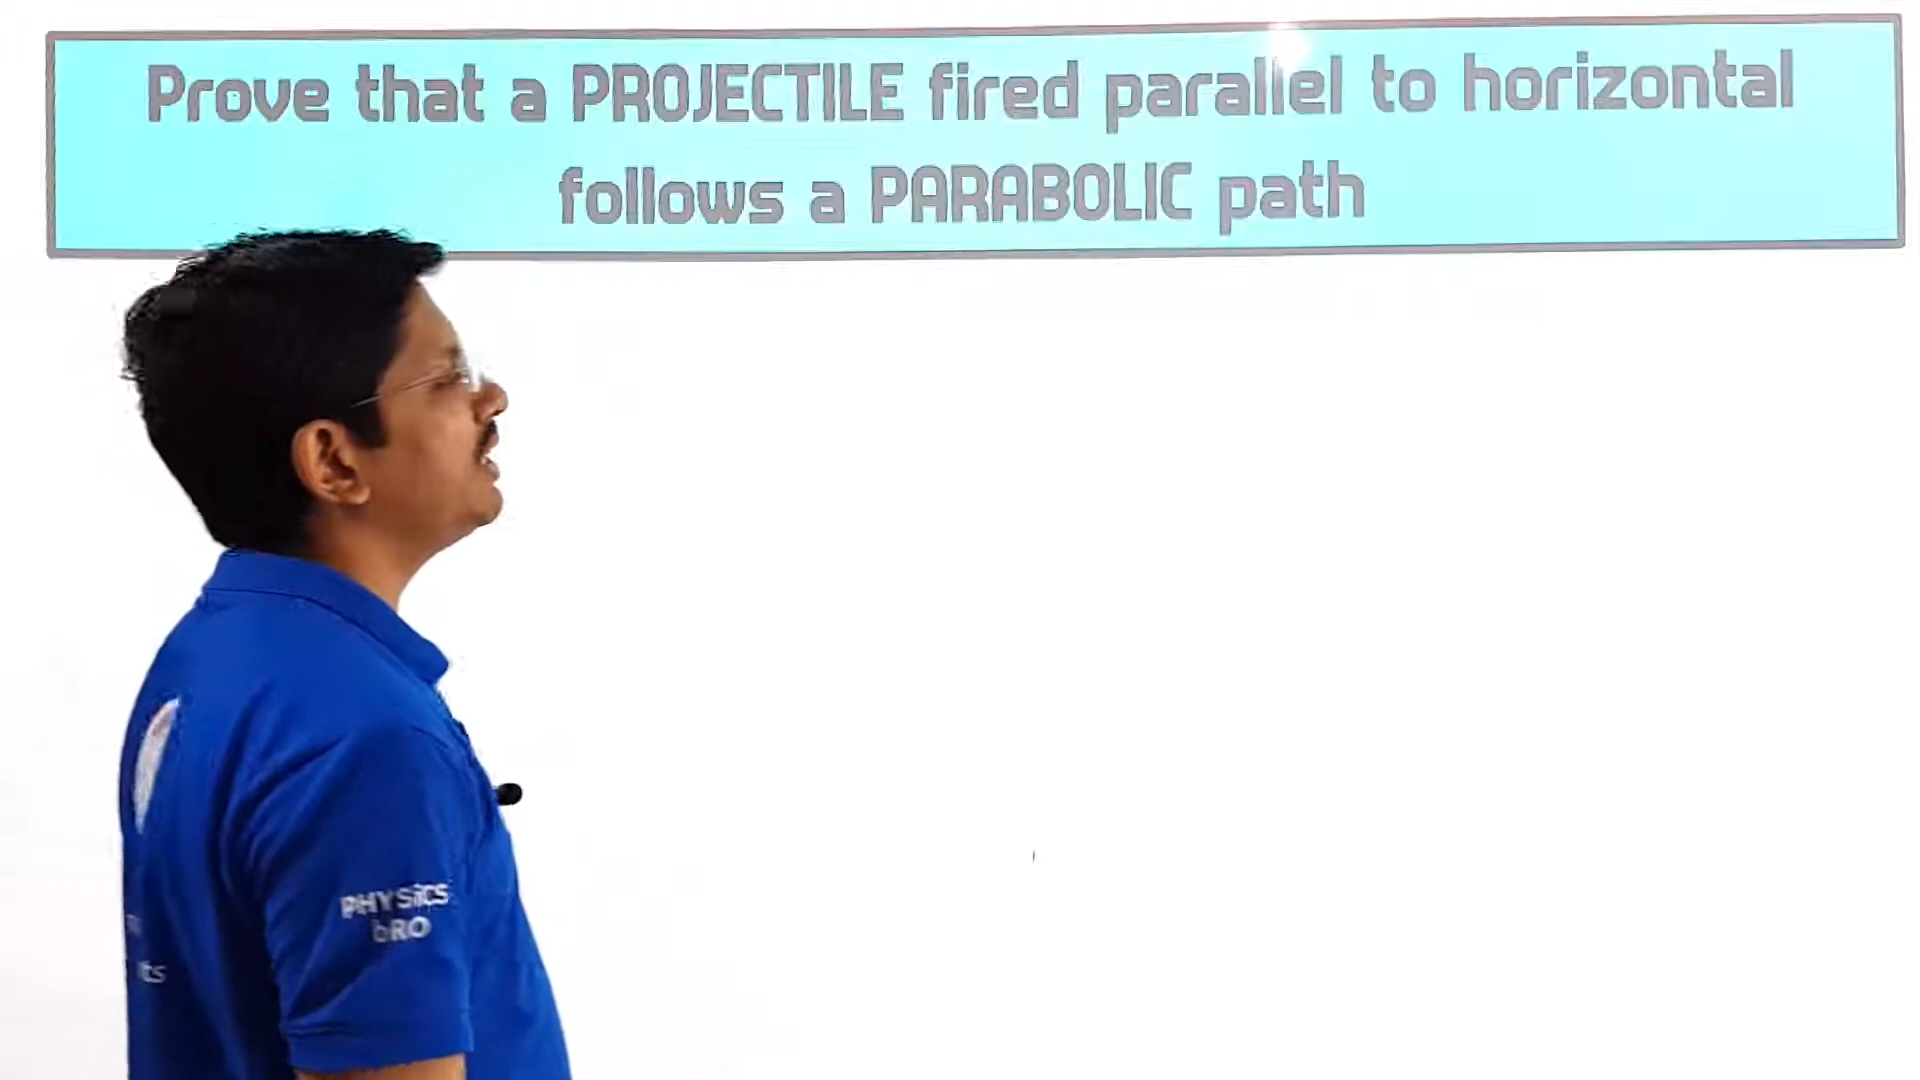 Prove that a PROJECTILE fired parallel to horizontal
follows a PARABOLIC path
PHYSICS
bRO